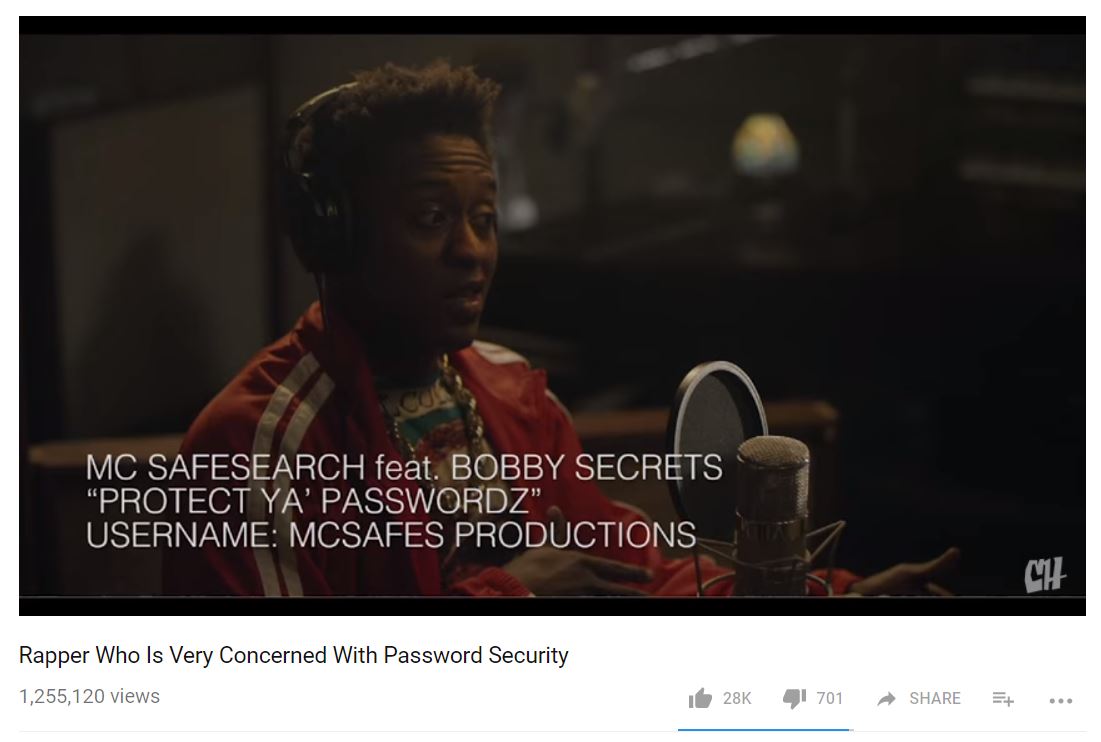 MC SAFESEARCH feat. BOBBY SECRETS
“PROTECT YA’ PASSWORDZ”
USERNAME: MCSAFES PRODUCTIONS
CH
Rapper Who Is Very Concerned With Password Security
1,255,120 views
28K 701 SHARE